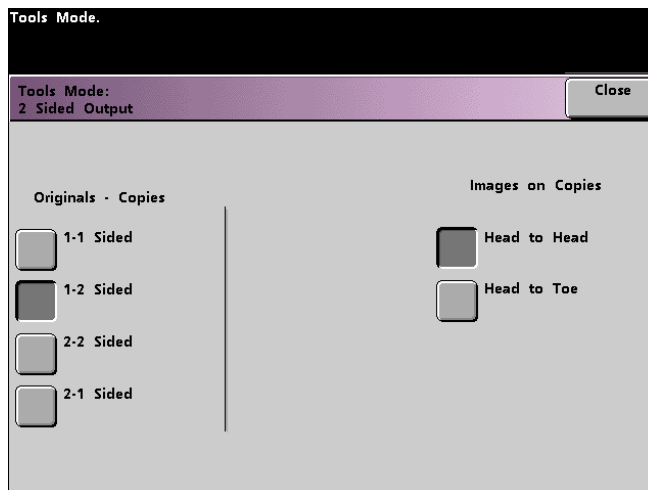 Tools Mode.
Tools Mode:
2 Sided Output
Close
Originals - Copies
1-1 Sided
1-2 Sided
2-2 Sided
2-1 Sided
Images on Copies
Head to Head
Head to Toe